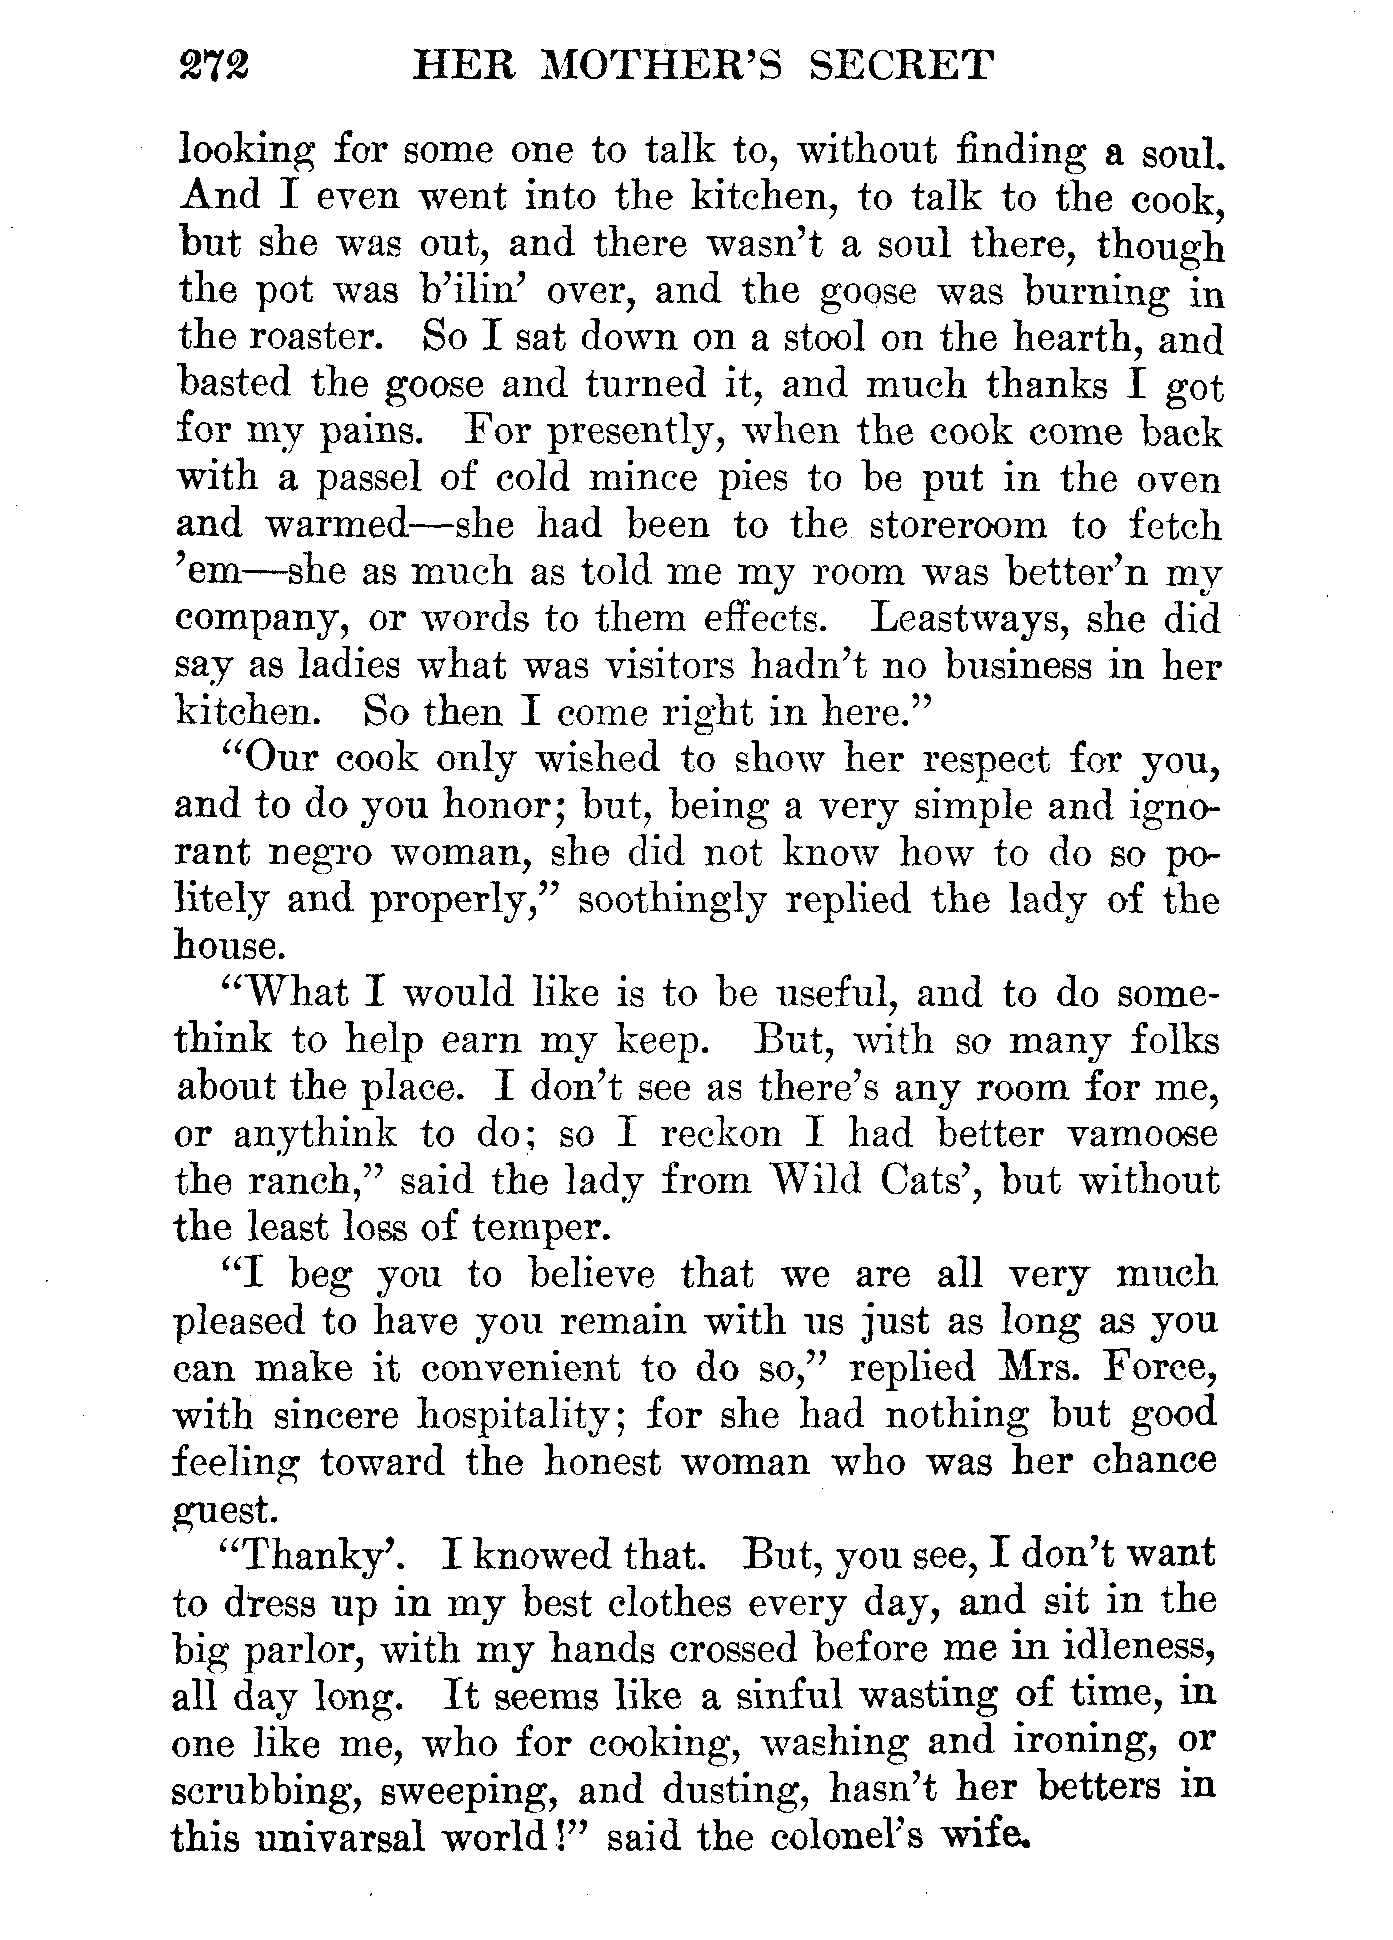 272 HER MOTHER'S SECRET
looking for some one to talk to, without finding a soul.
And I even went into the kitchen, to talk to the cook,
but she was out, and there wasn't a soul there, though
the pot was b'ilin' over, and the goose was burning in
the roaster. So I sat down on a stool on the hearth, and
basted the goose and turned it, and much thanks I got
for my pains. For presently, when the cook come back
with a passel of cold mince pies to be put in the oven
and warmed—she had been to the storeroom to fetch
'em—she as much as told me my room was better'n my
company, or words to them effects. Leastways, she did
say as ladies what was visitors hadn't no business in her
kitchen. So then I come right in here."
"Our cook only wished to show her respect for you,
and to do you honor; but, being a very simple and igno-
rant negro woman, she did not know how to do so po-
litely and properly," soothingly replied the lady of the
house.
"What I would like is to be useful, and to do some-
think to help earn my keep. But, with so many folks
about the place. I don't see as there's any room for me,
or anythink to do; so I reckon I had better vamoose
the ranch," said the lady from Wild Cats', but without
the least loss of temper.
"I beg you to believe that we are all very much
pleased to have you remain with us just as long as you
can make it convenient to do so," replied Mrs. Force,
with sincere hospitality; for she had nothing but good
feeling toward the honest woman who was her chance
guest.
"Thanky'. I knowed that. But, you see, I don't want
to dress up in my best clothes every day, and sit in the
big parlor, with my hands crossed before me in idleness,
all day long. It seems like a sinful wasting of time, in
one like me, who for cooking, washing and ironing, or
scrubbing, sweeping, and dusting, hasn't her betters in
this univarsal world!" said the colonel's wife.